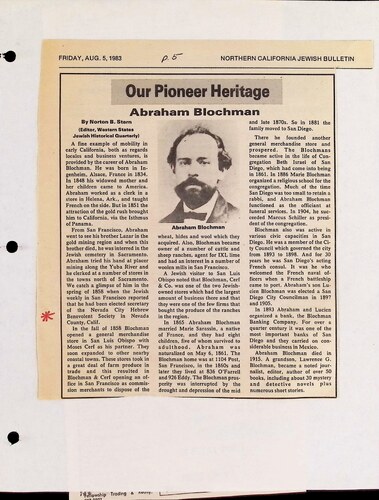 FRIDAY, AUG. 5, 1983
p. 5
NORTHERN CALIFORNIA JEWISH BULLETIN
Our Pioneer Heritage
Abraham Blochman
By Norton B. Stern
(Editor, Western States
Jewish Historical Quarterly)
A fine example of mobility in
early California, both as regards
locals and business ventures, is
provided by the career of Abraham
Blochman. He was born in In-
genheim, Alsace, France in 1834.
In 1848 his widowed mother and
her children came to America.
Abraham worked as a clerk in a
store in Helena, Ark., and taught
French on the side. But in 1851 the
attraction of the gold rush brought
him to California, via the Isthmus
of Panama.
From San Francisco, Abraham
went to see his brother Lazar in the
gold mining region and when this
brother died, he was interred in the
Jewish cemetery in Sacramento.
Abraham tried his hand at placer
mining along the Yuba River and
he clerked at a number of stores
in the towns north of Sacramento.
We catch a glimpse of him in the
spring of 1858 when the Jewish
weekly in San Francisco reported
that he had been elected secretary
of the Nevada City Hebrew
Benevolent Society in Nevada
County, Calif.
In the fall of 1858 Blochman
opened a general merchandise
store in San Luis Obispo with
Moses Cerf as his partner. They
soon expanded to other nearby
coastal towns. These stores took in
a great deal of farm produce in
trade and this resulted in
Blochman & Cerf opening an of-
fice in San Francisco as commis-
sion merchants to dispose of the
Abraham Blochman
wheat, hides and wool which they
acquired. Also, Blochman became
owner of a number of cattle and
sheep ranches, agent for IXL lime
and had an interest in a number of
woolen mills in San Francisco.
A Jewish visitor to San Luis
Obispo noted that Blochman, Cerf
& Co. was one of the two Jewish-
owned stores which had the largest
amount of business there and that
they were one of the few firms that
bought the produce of the ranches
in the region.
In 1865 Abraham Blochman
married Marie Sarassin, a native
of France, and they had eight
children, five of whom survived to
adulthood. Abraham was
naturalized on May 6, 1861. The
Blochman home was at 1104 Post,
San Francisco, in the 1860s and
later they lived at 836 O'Farrell
and 926 Eddy. The Blochman pros-
perity was interrupted by the
drought and depression of the mid
and late 1870s. So in 1881 the
family moved to San Diego.
There he founded another
general merchandise store and
prospered. The Blochmans
became active in the life of Con-
gregation Beth Israel of San
Diego, which had come into being
in 1861. In 1886 Marie Blochman
organized a religious school for the
congregation. Much of the time
San Diego was too small to retain a
rabbi, and Abraham Blochman
functioned as the officiant at
funeral services. In 1904, he suc-
ceeded Marcus Schiller as presi-
dent of the congregation.
Blochman also was active in
various civic capacities in San
Diego. He was a member of the Ci-
ty Council which governed the city
from 1893 to 1898. And for 30
years he was San Diego's acting
French consul. It was he who
welcomed the French naval of-
ficers when a French battleship
came to port. Abraham's son Lu-
cien Blochman was elected a San
Diego City Councilman in 1897
and 1905.
In 1893 Abraham and Lucien
organized a bank, the Blochman
Banking Company. For over a
quarter century it was one of the
most important banks of San
Diego and they carried on con-
siderable business in Mexico.
Abraham Blochman died in
1915. A grandson, Lawrence G.
Blochman, became a noted jour-
nalist, editor, author of over 50
books, including about 20 mystery
and detective novels plus
numerous short stories.